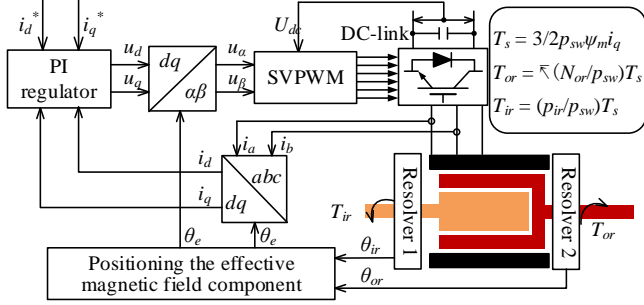 i_d* i_q*
U_dc
DC-link
T_s = 3/2p_swψ_mi_q
T_or = ⊼(N_or/p_sw)T_s
T_ir = (p_ir/p_sw)T_s
PI regulator
u_d
u_q
dq
αβ
u_α
u_β
SVPWM
i_a i_b
i_d
i_q
abc
dq
θ_e θ_e
Resolver 1
Resolver 2
T_ir
T_or
θ_ir
θ_or
Positioning the effective
magnetic field component